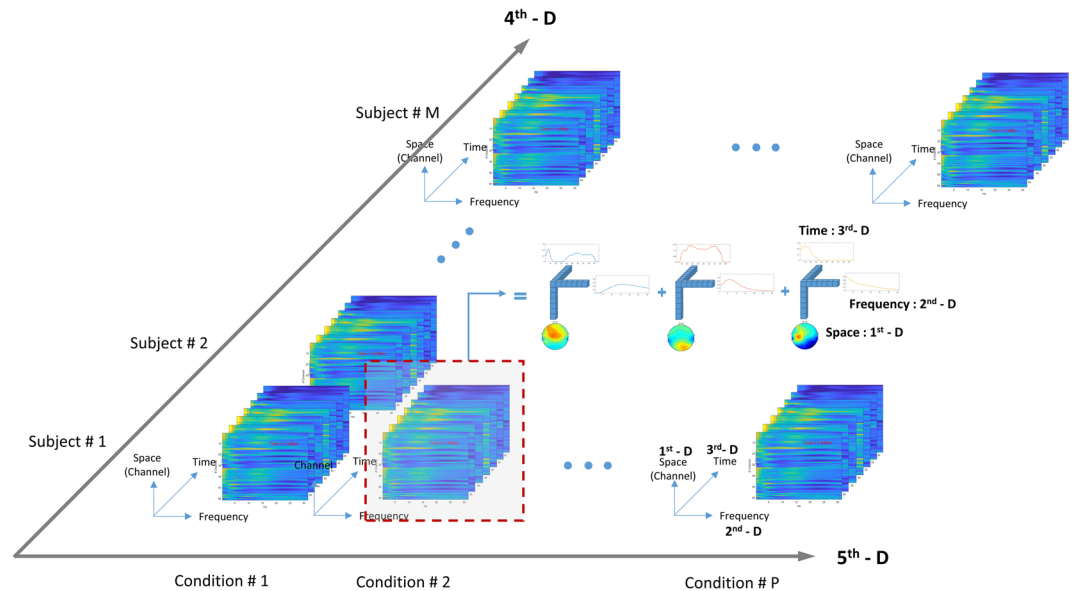 4th - D
Subject # M
Space
(Channel)
Time
Frequency
Space
(Channel)
Time
Frequency
Time : 3rd- D
=
+
+
Frequency : 2nd - D
Space : 1st - D
Subject # 2
Subject # 1
Space
(Channel)
Time
Frequency
Channel
Time
Frequency
1st - D
3rd- D
Space
(Channel)
Time
Frequency
2nd - D
5th - D
Condition # 1
Condition # 2
Condition # P